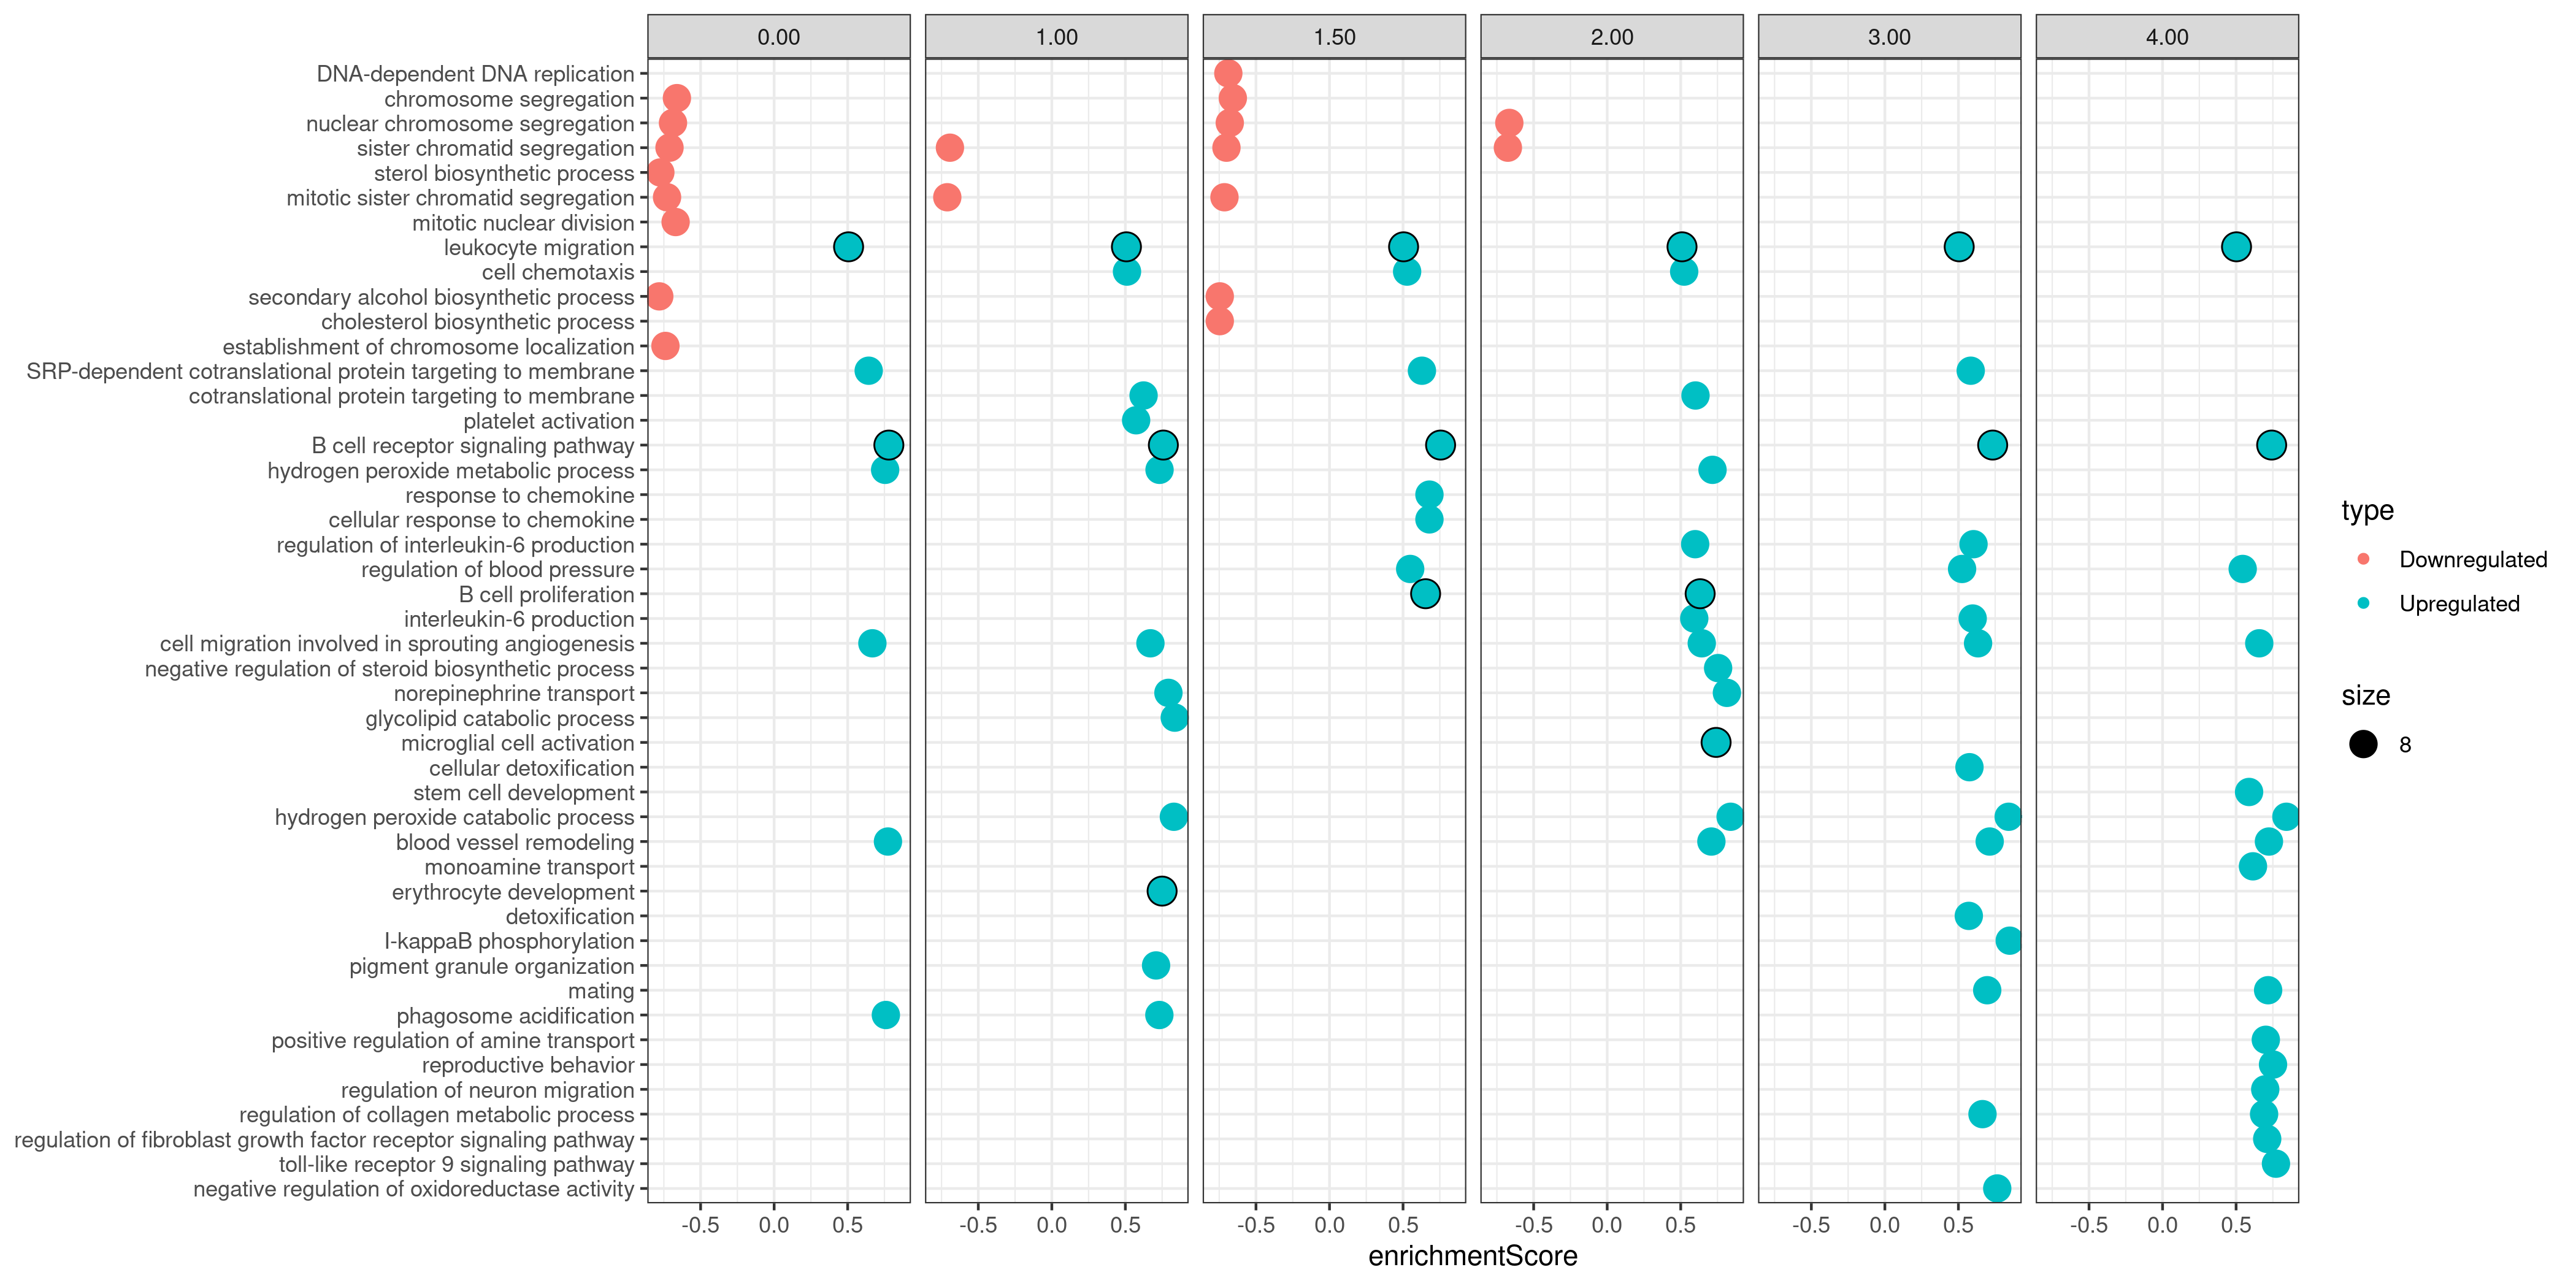 0.00
1.00
1.50
2.00
3.00
4.00
DNA-dependent DNA replication
chromosome segregation
nuclear chromosome segregation
sister chromatid segregation
sterol biosynthetic process
mitotic sister chromatid segregation
mitotic nuclear division
leukocyte migration
cell chemotaxis
secondary alcohol biosynthetic process
cholesterol biosynthetic process
establishment of chromosome localization
SRP-dependent cotranslational protein targeting to membrane
cotranslational protein targeting to membrane
platelet activation
B cell receptor signaling pathway
hydrogen peroxide metabolic process
response to chemokine
cellular response to chemokine
regulation of interleukin-6 production
regulation of blood pressure
B cell proliferation
interleukin-6 production
cell migration involved in sprouting angiogenesis
negative regulation of steroid biosynthetic process
norepinephrine transport
glycolipid catabolic process
microglial cell activation
cellular detoxification
stem cell development
hydrogen peroxide catabolic process
blood vessel remodeling
monoamine transport
erythrocyte development
detoxification
I-kappaB phosphorylation
pigment granule organization
mating
phagosome acidification
positive regulation of amine transport
reproductive behavior
regulation of neuron migration
regulation of collagen metabolic process
regulation of fibroblast growth factor receptor signaling pathway
toll-like receptor 9 signaling pathway
negative regulation of oxidoreductase activity
-0.5 0.0 0.5
-0.5 0.0 0.5
-0.5 0.0 0.5
-0.5 0.0 0.5
-0.5 0.0 0.5
-0.5 0.0 0.5
enrichmentScore
type
Downregulated
Upregulated
size
8